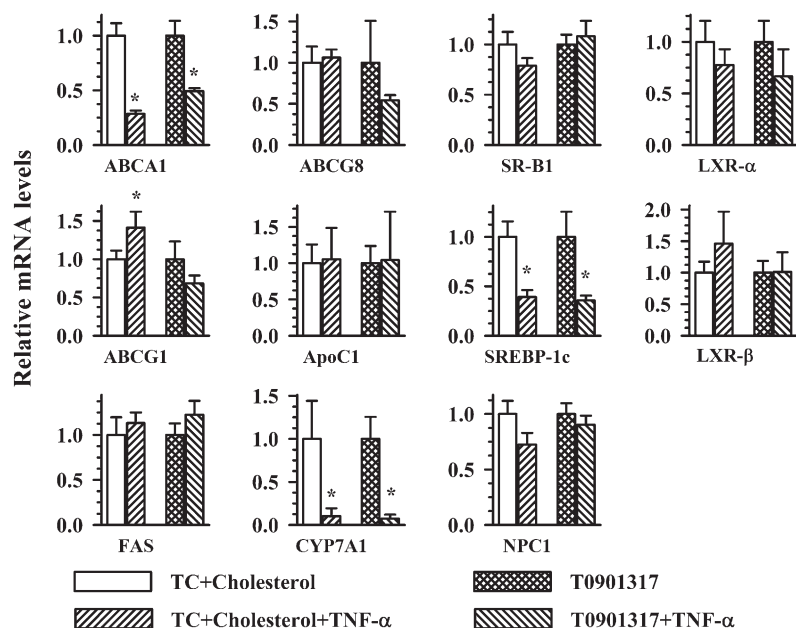 1.0
0.5
0.0
*
*
ABCA1
1.5
1.0
0.5
0.0
ABCG8
1.0
0.5
0.0
SR-B1
1.0
0.5
0.0
LXR-α
Relative mRNA levels
1.5
1.0
0.5
0.0
*
ABCG1
1.5
1.0
0.5
0.0
ApoC1
1.0
0.5
0.0
*
*
SREBP-1c
2.0
1.5
1.0
0.5
0.0
LXR-β
1.0
0.5
0.0
FAS
1.0
0.5
0.0
*
*
CYP7A1
1.0
0.5
0.0
NPC1
TC+Cholesterol
T0901317
TC+Cholesterol+TNF-α
T0901317+TNF-α